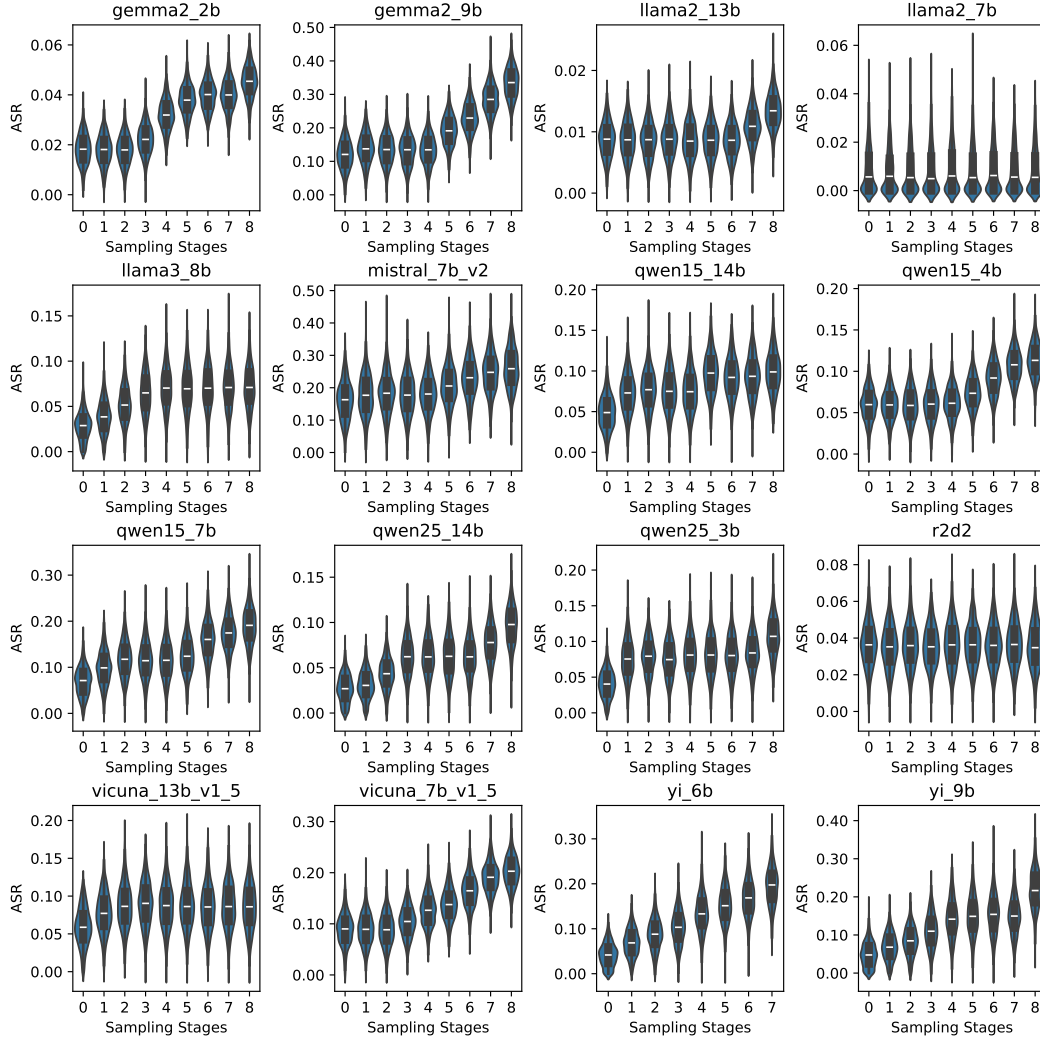 gemma2_2b
ASR
0.06
0.04
0.02
0.00
0 1 2 3 4 5 6 7 8
Sampling Stages
gemma2_9b
ASR
0.50
0.40
0.30
0.20
0.10
0.00
0 1 2 3 4 5 6 7 8
Sampling Stages
llama2_13b
ASR
0.02
0.01
0.00
0 1 2 3 4 5 6 7 8
Sampling Stages
llama2_7b
ASR
0.06
0.04
0.02
0.00
0 1 2 3 4 5 6 7 8
Sampling Stages
llama3_8b
ASR
0.15
0.10
0.05
0.00
0 1 2 3 4 5 6 7 8
Sampling Stages
mistral_7b_v2
ASR
0.50
0.40
0.30
0.20
0.10
0.00
0 1 2 3 4 5 6 7 8
Sampling Stages
qwen15_14b
ASR
0.20
0.15
0.10
0.05
0.00
0 1 2 3 4 5 6 7 8
Sampling Stages
qwen15_4b
ASR
0.20
0.15
0.10
0.05
0.00
0 1 2 3 4 5 6 7 8
Sampling Stages
qwen15_7b
ASR
0.30
0.20
0.10
0.00
0 1 2 3 4 5 6 7 8
Sampling Stages
qwen25_14b
ASR
0.15
0.10
0.05
0.00
0 1 2 3 4 5 6 7 8
Sampling Stages
qwen25_3b
ASR
0.20
0.15
0.10
0.05
0.00
0 1 2 3 4 5 6 7 8
Sampling Stages
r2d2
ASR
0.08
0.06
0.04
0.02
0.00
0 1 2 3 4 5 6 7 8
Sampling Stages
vicuna_13b_v1_5
ASR
0.20
0.15
0.10
0.05
0.00
0 1 2 3 4 5 6 7 8
Sampling Stages
vicuna_7b_v1_5
ASR
0.30
0.20
0.10
0.00
0 1 2 3 4 5 6 7 8
Sampling Stages
yi_6b
ASR
0.30
0.20
0.10
0.00
0 1 2 3 4 5 6 7
Sampling Stages
yi_9b
ASR
0.40
0.30
0.20
0.10
0.00
0 1 2 3 4 5 6 7 8
Sampling Stages